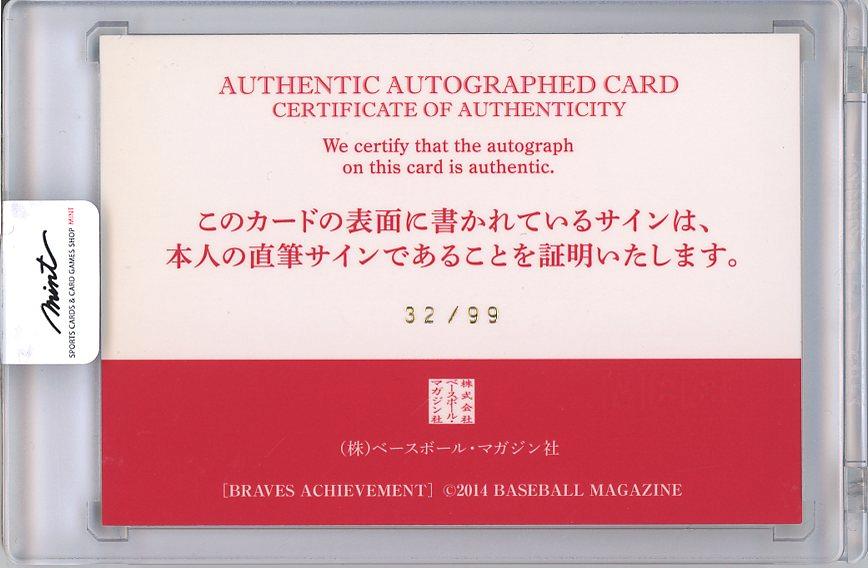 AUTHENTIC AUTOGRAPHED CARD
CERTIFICATE OF AUTHENTICITY
We certify that the autograph
on this card is authentic.
このカードの表面に書かれているサインは、
本人の直筆サインであることを証明いたします。
32/99
mint
SPORTS CARDS & CARD GAMES SHOP MINT
株式会社
ベースボール・
マガジン社
(株)ベースボール・マガジン社
[BRAVES ACHIEVEMENT] ©2014 BASEBALL MAGAZINE